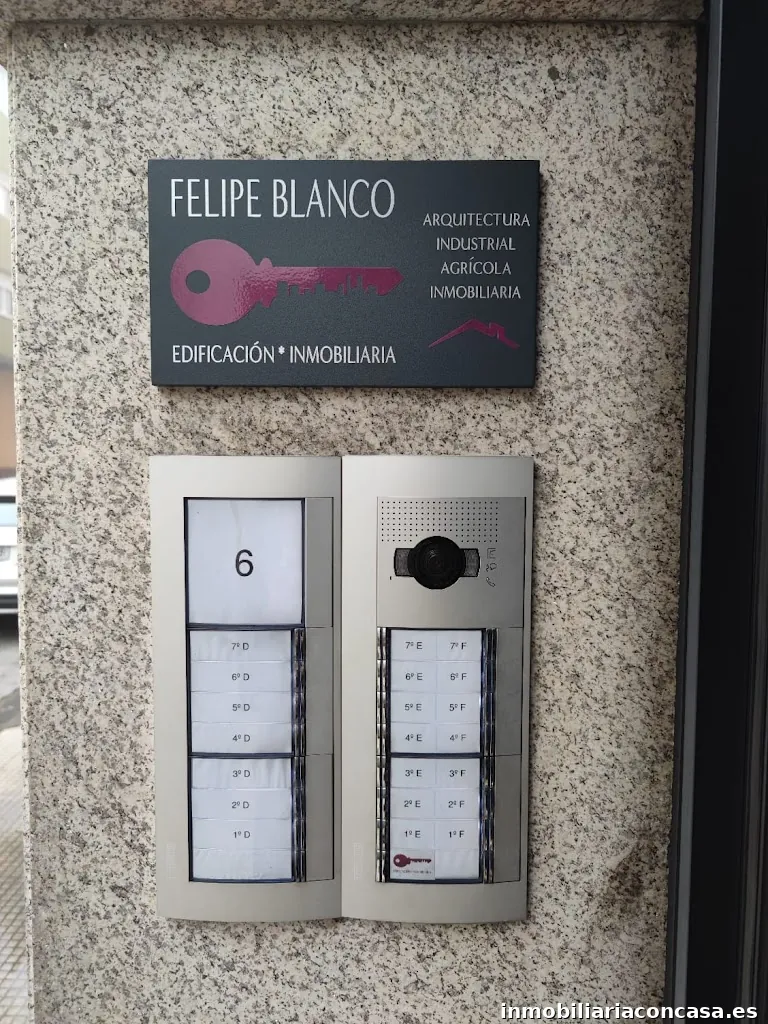 FELIPE BLANCO
ARQUITECTURA
INDUSTRIAL
AGRÍCOLA
INMOBILIARIA
EDIFICACIÓN * INMOBILIARIA
6
7º D
6º D
5º D
4º D
3º D
2º D
1º D
7º E 7º F
6º E 6º F
5º E 5º F
4º E 4º F
3º E 3º F
2º E 2º F
1º E 1º F
inmobiliariaconcasa.es